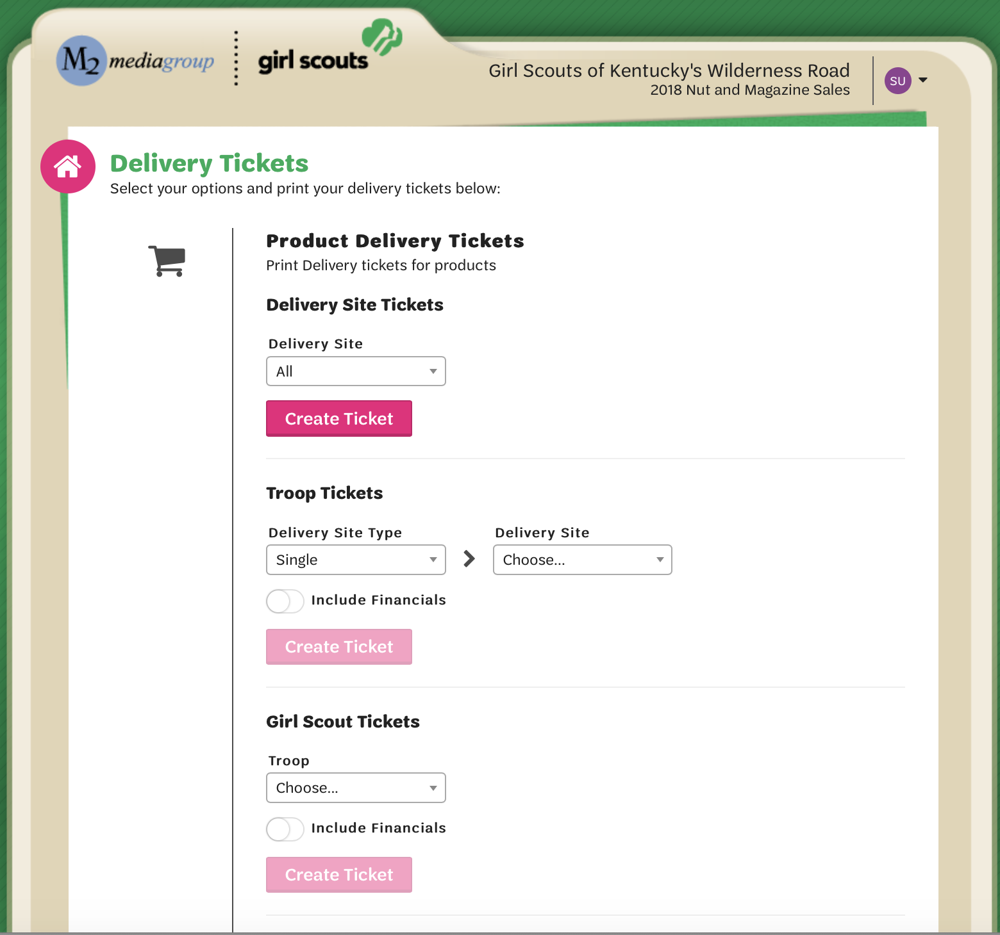 M2 mediagroup
girl scouts
Girl Scouts of Kentucky's Wilderness Road
2018 Nut and Magazine Sales
SU
Delivery Tickets
Select your options and print your delivery tickets below:
Product Delivery Tickets
Print Delivery tickets for products
Delivery Site Tickets
Delivery Site
All
Create Ticket
Troop Tickets
Delivery Site Type
Delivery Site
Single
Choose...
Include Financials
Create Ticket
Girl Scout Tickets
Troop
Choose...
Include Financials
Create Ticket